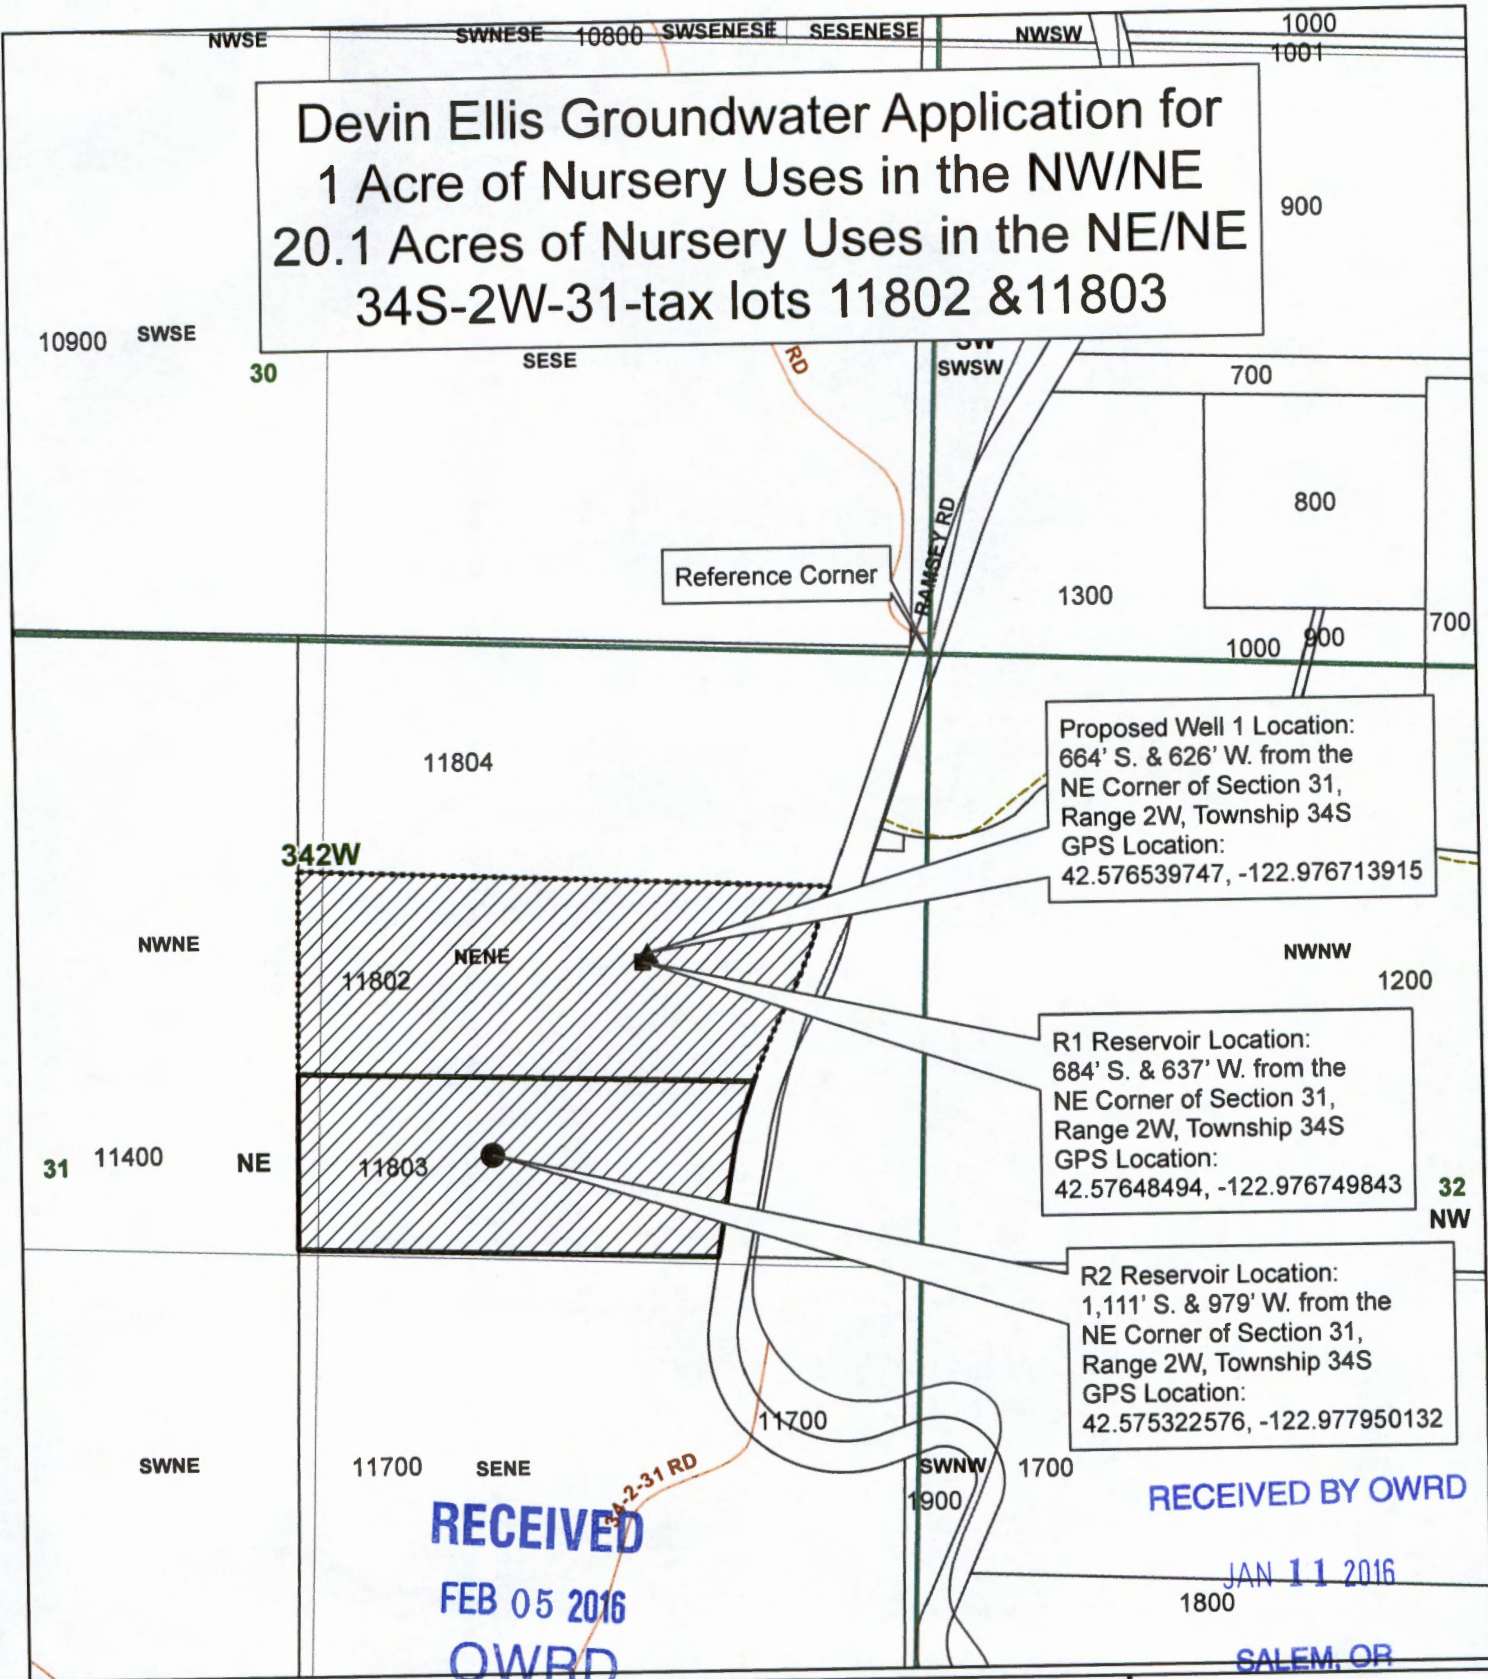 NWSE
SWNESE
10800
SWSENESE
SESENESE
NWSW
1000
1001
Devin Ellis Groundwater Application for
1 Acre of Nursery Uses in the NW/NE
20.1 Acres of Nursery Uses in the NE/NE
34S-2W-31-tax lots 11802 &11803
900
10900
SWSE
30
SESE
RD
SW
SWSW
700
800
RAMSEY RD
Reference Corner
1300
1000
900
700
11804
Proposed Well 1 Location:
664' S. & 626' W. from the
NE Corner of Section 31,
Range 2W, Township 34S
GPS Location:
42.576539747, -122.976713915
342W
NWNE
NENE
11802
NWNW
1200
R1 Reservoir Location:
684' S. & 637' W. from the
NE Corner of Section 31,
Range 2W, Township 34S
GPS Location:
42.57648494, -122.976749843
31
11400
NE
11803
32
NW
R2 Reservoir Location:
1,111' S. & 979' W. from the
NE Corner of Section 31,
Range 2W, Township 34S
GPS Location:
42.575322576, -122.977950132
11700
SWNE
11700
SENE
34-2-31 RD
SWNW
1700
1900
RECEIVED
FEB 05 2016
OWRD
RECEIVED BY OWRD
JAN 11 2016
1800
SALEM, OR